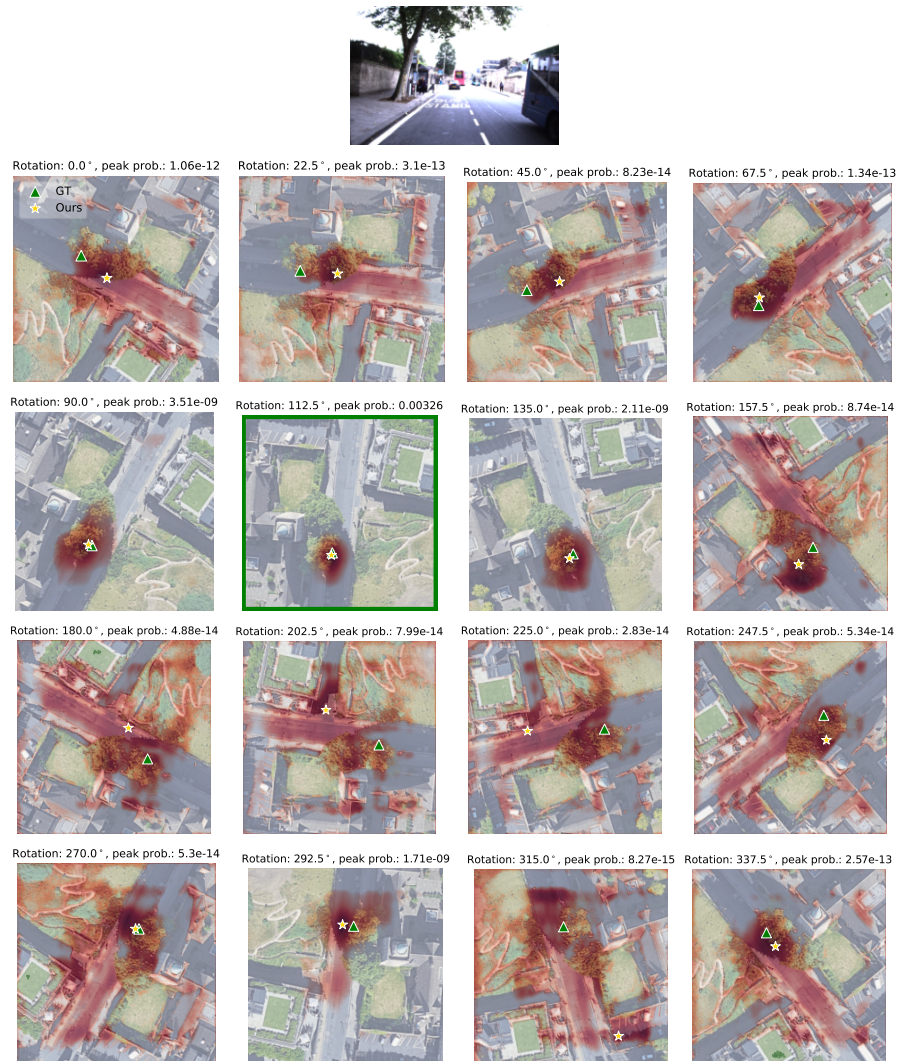 STAND
Rotation: 0.0°, peak prob.: 1.06e-12
Rotation: 22.5°, peak prob.: 3.1e-13
Rotation: 45.0°, peak prob.: 8.23e-14
Rotation: 67.5°, peak prob.: 1.34e-13
GT
Ours
Rotation: 90.0°, peak prob.: 3.51e-09
Rotation: 112.5°, peak prob.: 0.00326
Rotation: 135.0°, peak prob.: 2.11e-09
Rotation: 157.5°, peak prob.: 8.74e-14
Rotation: 180.0°, peak prob.: 4.88e-14
Rotation: 202.5°, peak prob.: 7.99e-14
Rotation: 225.0°, peak prob.: 2.83e-14
Rotation: 247.5°, peak prob.: 5.34e-14
Rotation: 270.0°, peak prob.: 5.3e-14
Rotation: 292.5°, peak prob.: 1.71e-09
Rotation: 315.0°, peak prob.: 8.27e-15
Rotation: 337.5°, peak prob.: 2.57e-13